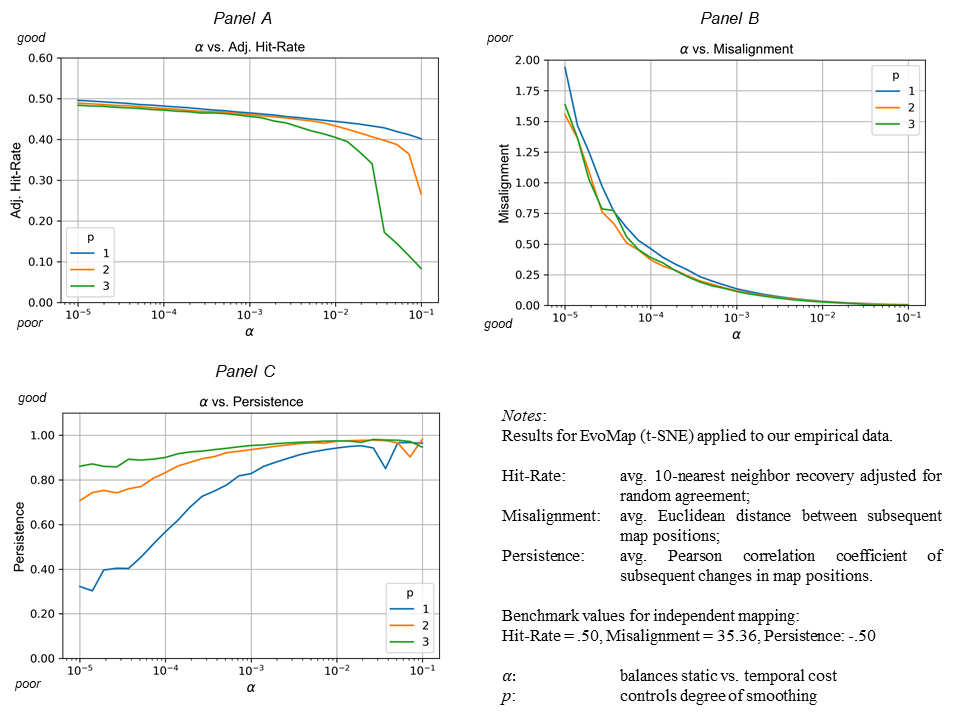 Panel A
good
α vs. Adj. Hit-Rate
0.60
0.50
0.40
0.30
0.20
0.10
0.00
Adj. Hit-Rate
p
1
2
3
10⁻⁵
10⁻⁴
10⁻³
10⁻²
10⁻¹
poor
α
Panel B
poor
α vs. Misalignment
2.00
1.75
1.50
1.25
1.00
0.75
0.50
0.25
0.00
Misalignment
p
1
2
3
10⁻⁵
10⁻⁴
10⁻³
10⁻²
10⁻¹
good
α
Panel C
good
α vs. Persistence
1.00
0.80
0.60
0.40
0.20
0.00
Persistence
p
1
2
3
10⁻⁵
10⁻⁴
10⁻³
10⁻²
10⁻¹
poor
α
Notes:
Results for EvoMap (t-SNE) applied to our empirical data.
Hit-Rate: avg. 10-nearest neighbor recovery adjusted for
random agreement;
Misalignment: avg. Euclidean distance between subsequent
map positions;
Persistence: avg. Pearson correlation coefficient of
subsequent changes in map positions.
Benchmark values for independent mapping:
Hit-Rate = .50, Misalignment = 35.36, Persistence: -.50
α: balances static vs. temporal cost
p: controls degree of smoothing